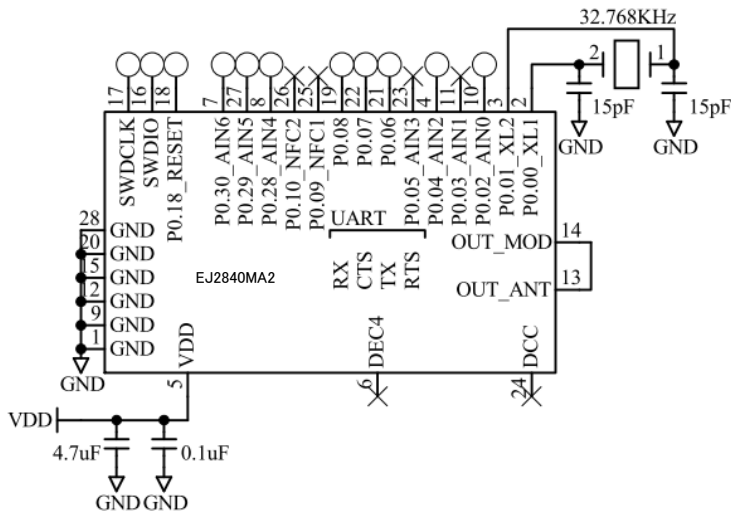 32.768KHz
2
1
15pF
15pF
GND
GND
17
16
18
7
27
8
26
25
19
22
21
23
4
11
10
3
2
SWDCLK
SWDIO
P0.18_RESET
P0.30_AIN6
P0.29_AIN5
P0.28_AIN4
P0.10_NFC2
P0.09_NFC1
P0.08
P0.07
P0.06
P0.05_AIN3
P0.04_AIN2
P0.03_AIN1
P0.02_AIN0
P0.01_XL2
P0.00_XL1
UART
RX
CTS
TX
RTS
28
GND
20
GND
15
GND
12
GND
9
GND
1
GND
GND
EJ2840MA2
OUT_MOD
14
OUT_ANT
13
VDD
5
DEC4
6
DCC
24
VDD
4.7uF
0.1uF
GND
GND